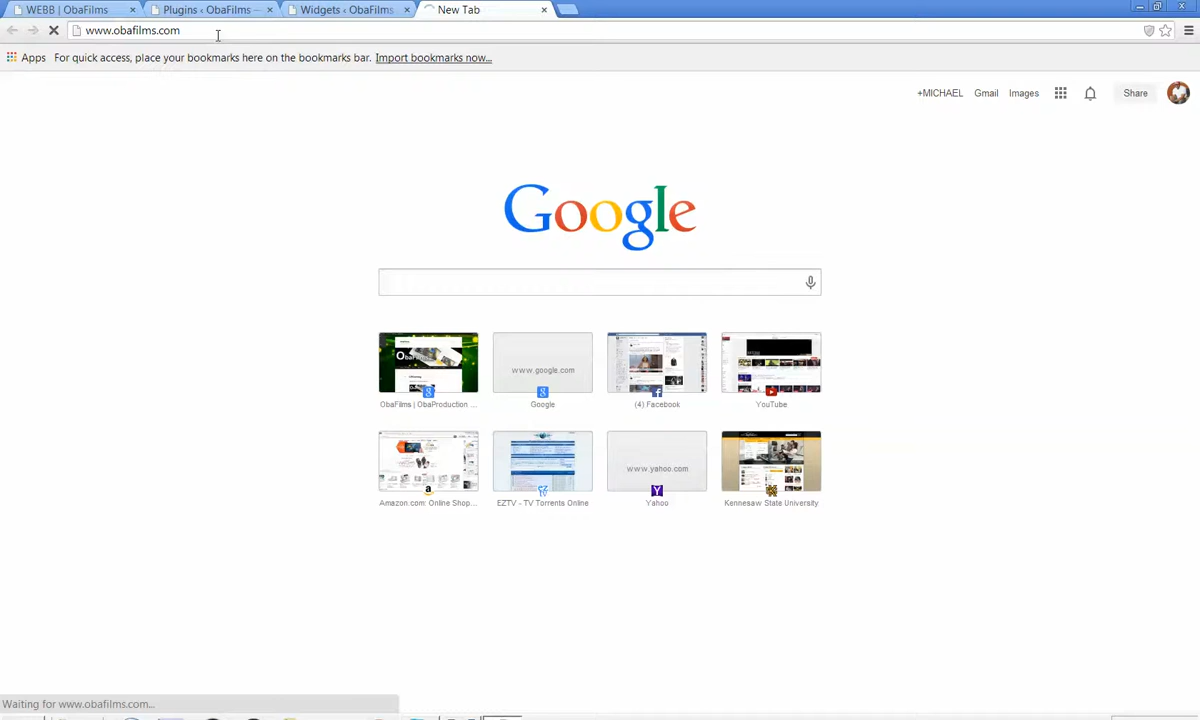 WEBB | ObaFilms
Plugins ‹ ObaFilms —
Widgets ‹ ObaFilms
New Tab
www.obafilms.com
Apps
For quick access, place your bookmarks here on the bookmarks bar. Import bookmarks now...
+MICHAEL
Gmail
Images
Share
Google
www.google.com
ObaFilms | ObaProduction ...
Google
(4) Facebook
YouTube
www.yahoo.com
Amazon.com: Online Shop...
EZTV - TV Torrents Online
Yahoo
Kennesaw State University
Waiting for www.obafilms.com...